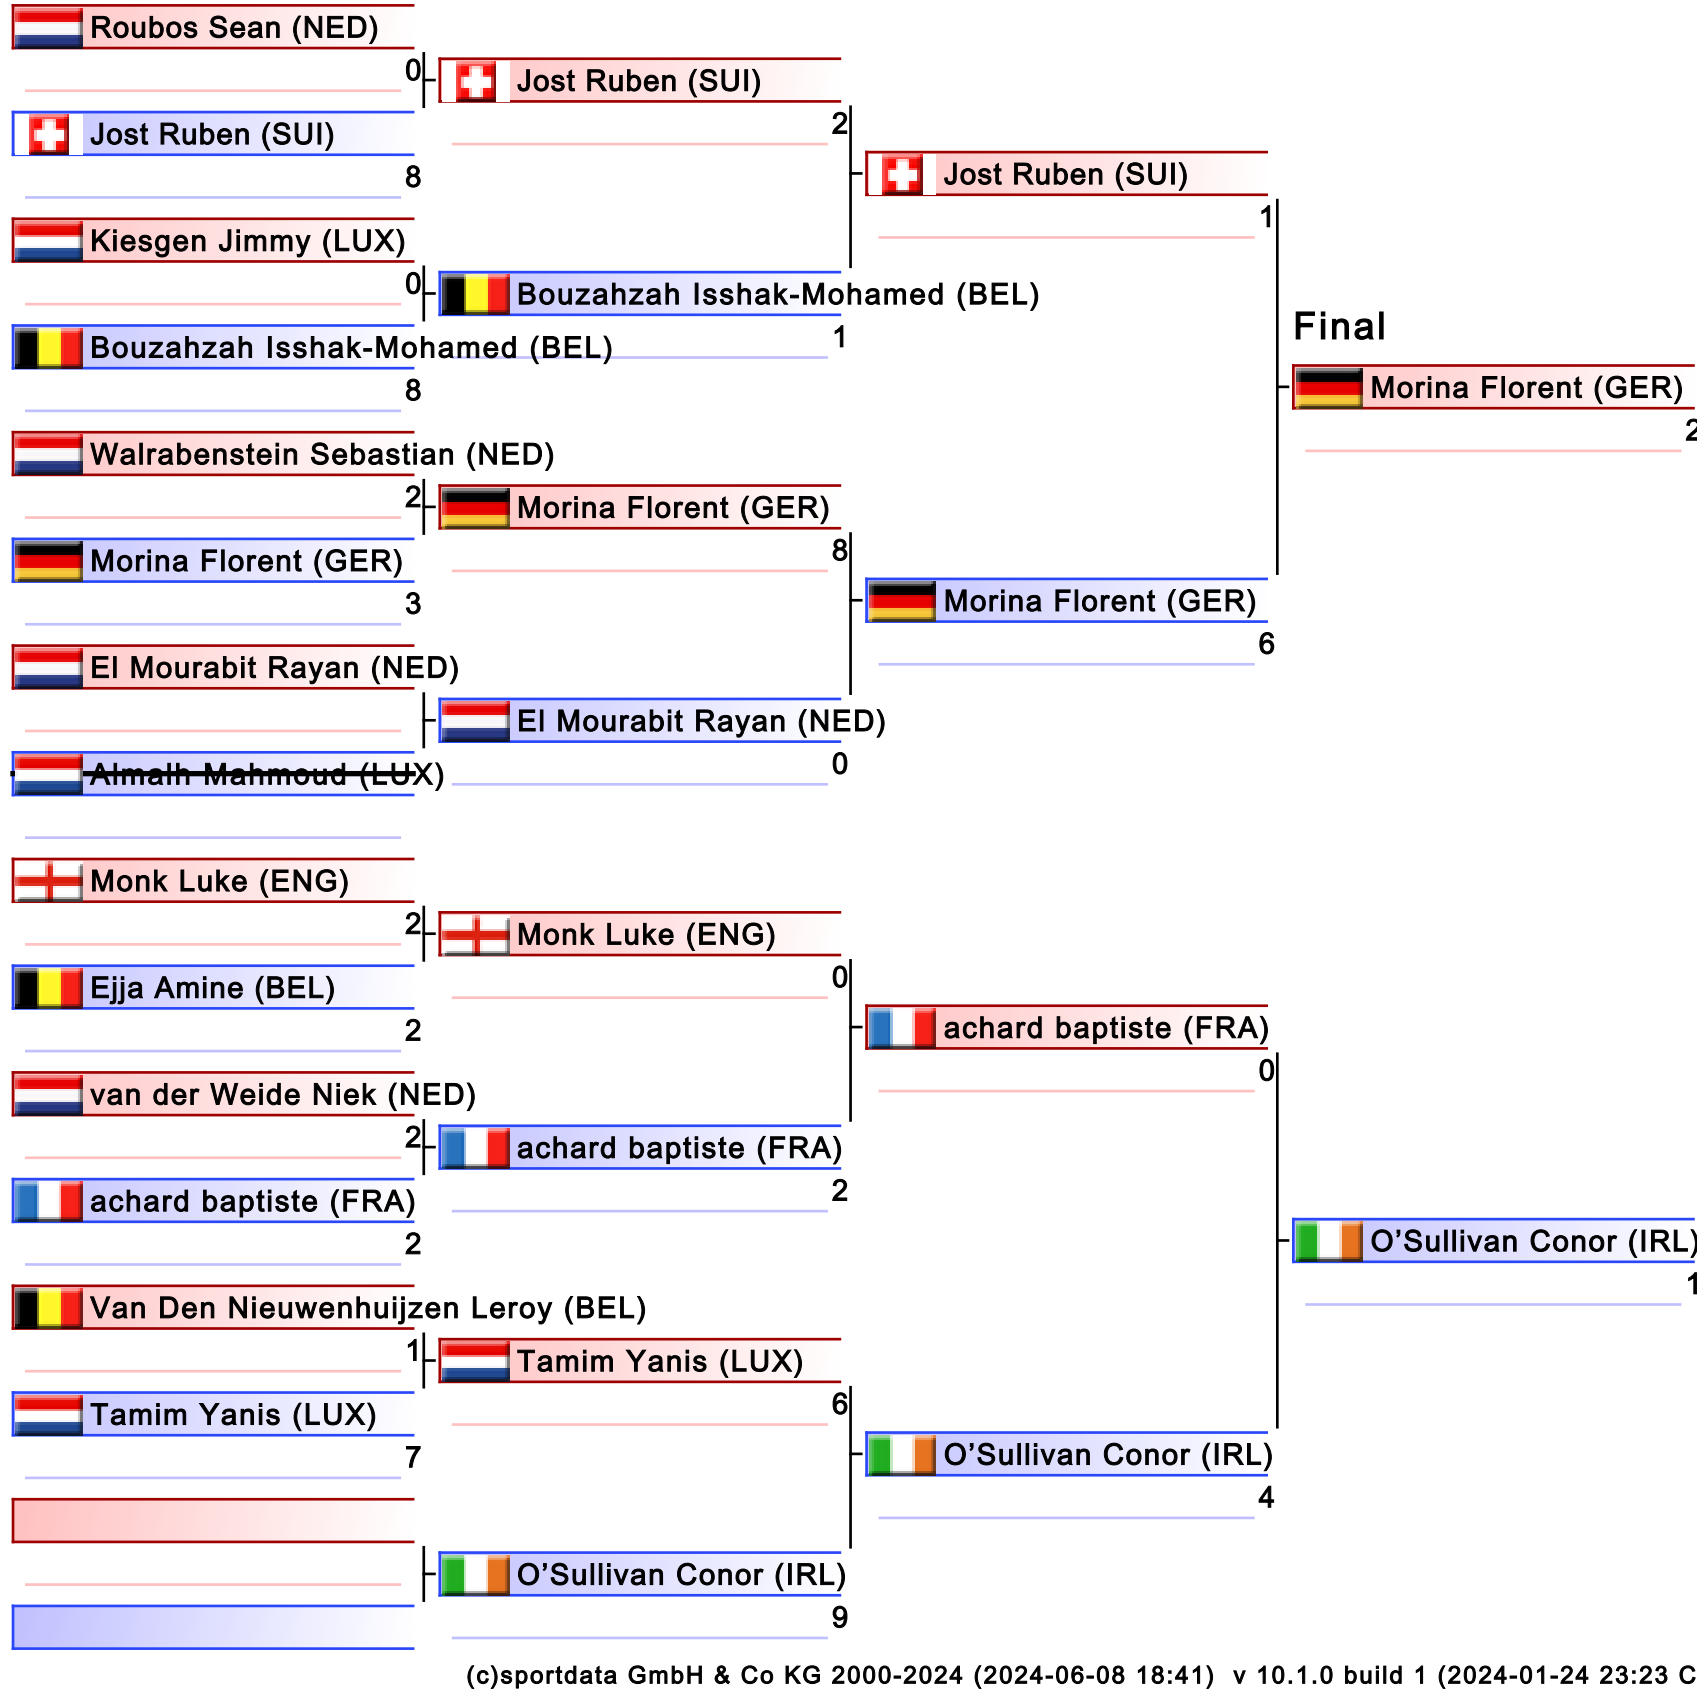 Roubos Sean (NED)
0
Jost Ruben (SUI)
8
Kiesgen Jimmy (LUX)
0
Bouzahzah Isshak-Mohamed (BEL)
8
Walrabenstein Sebastian (NED)
2
Morina Florent (GER)
3
El Mourabit Rayan (NED)
Almalh Mahmoud (LUX)
Monk Luke (ENG)
2
Ejja Amine (BEL)
2
van der Weide Niek (NED)
2
achard baptiste (FRA)
2
Van Den Nieuwenhuijzen Leroy (BEL)
1
Tamim Yanis (LUX)
7
Jost Ruben (SUI)
2
Bouzahzah Isshak-Mohamed (BEL)
1
Morina Florent (GER)
8
El Mourabit Rayan (NED)
0
Monk Luke (ENG)
0
achard baptiste (FRA)
2
Tamim Yanis (LUX)
6
O'Sullivan Conor (IRL)
9
Jost Ruben (SUI)
1
Morina Florent (GER)
6
achard baptiste (FRA)
0
O'Sullivan Conor (IRL)
4
Final
Morina Florent (GER)
2
O'Sullivan Conor (IRL)
1
(c)sportdata GmbH & Co KG 2000-2024 (2024-06-08 18:41) v 10.1.0 build 1 (2024-01-24 23:23 C